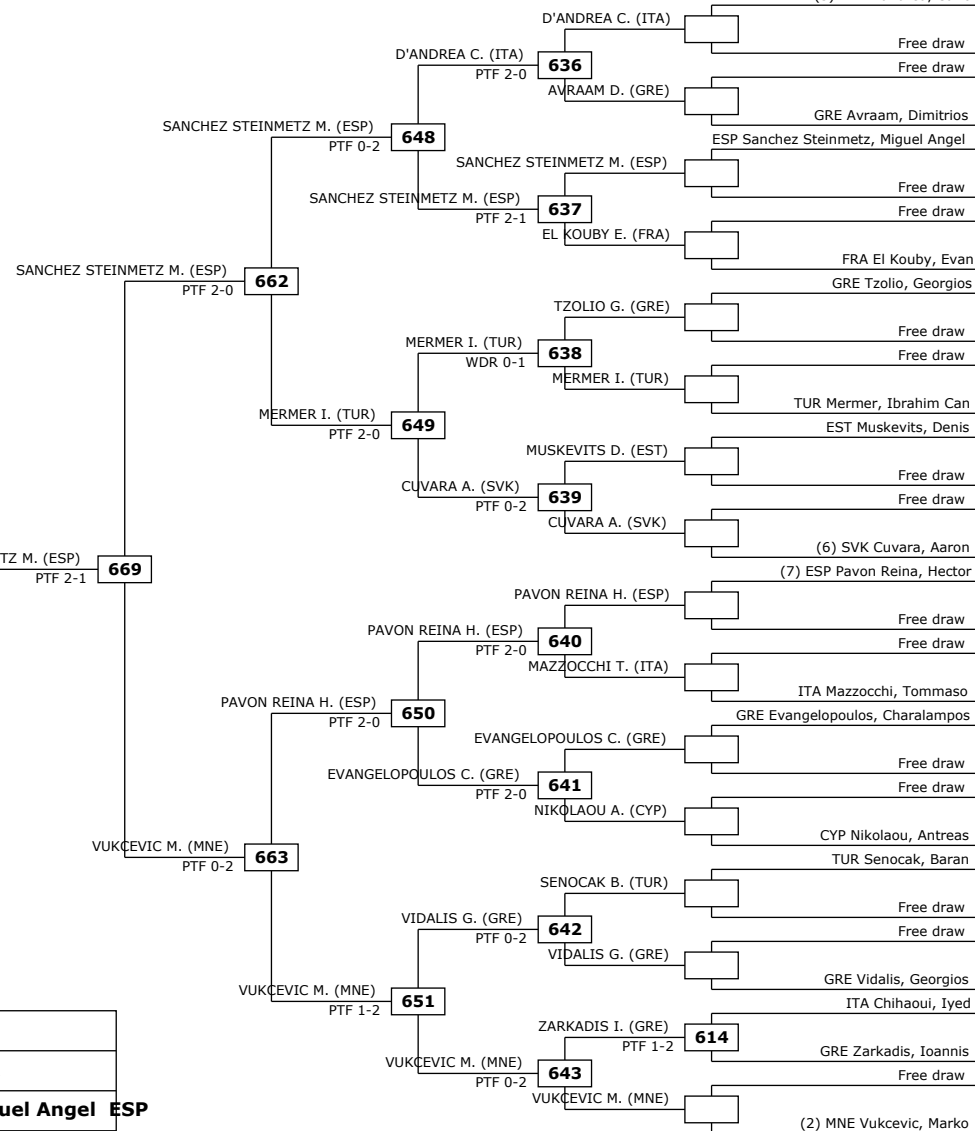 D'ANDREA C. (ITA)
Free draw
D'ANDREA C. (ITA)
636
PTF 2-0
Free draw
AVRAAM D. (GRE)
GRE Avraam, Dimitrios
SANCHEZ STEINMETZ M. (ESP)
648
PTF 0-2
ESP Sanchez Steinmetz, Miguel Angel
SANCHEZ STEINMETZ M. (ESP)
Free draw
SANCHEZ STEINMETZ M. (ESP)
637
PTF 2-1
Free draw
EL KOUBY E. (FRA)
FRA El Kouby, Evan
SANCHEZ STEINMETZ M. (ESP)
662
PTF 2-0
GRE Tzolio, Georgios
TZOLIO G. (GRE)
Free draw
MERMER I. (TUR)
638
WDR 0-1
Free draw
MERMER I. (TUR)
TUR Mermer, Ibrahim Can
MERMER I. (TUR)
649
PTF 2-0
EST Muskevits, Denis
MUSKEVITS D. (EST)
Free draw
CUVARA A. (SVK)
639
PTF 0-2
Free draw
CUVARA A. (SVK)
(6) SVK Cuvara, Aaron
TZ M. (ESP)
669
PTF 2-1
(7) ESP Pavon Reina, Hector
PAVON REINA H. (ESP)
Free draw
PAVON REINA H. (ESP)
640
PTF 2-0
Free draw
MAZZOCCHI T. (ITA)
ITA Mazzocchi, Tommaso
PAVON REINA H. (ESP)
650
PTF 2-0
GRE Evangelopoulos, Charalampos
EVANGELOPOULOS C. (GRE)
Free draw
EVANGELOPOULOS C. (GRE)
641
PTF 2-0
Free draw
NIKOLAOU A. (CYP)
CYP Nikolaou, Antreas
VUKCEVIC M. (MNE)
663
PTF 0-2
TUR Senocak, Baran
SENOCAK B. (TUR)
Free draw
VIDALIS G. (GRE)
642
PTF 0-2
Free draw
VIDALIS G. (GRE)
GRE Vidalis, Georgios
VUKCEVIC M. (MNE)
651
PTF 1-2
ITA Chihaoui, Iyed
ZARKADIS I. (GRE)
614
PTF 1-2
GRE Zarkadis, Ioannis
VUKCEVIC M. (MNE)
643
PTF 0-2
Free draw
VUKCEVIC M. (MNE)
(2) MNE Vukcevic, Marko
uel Angel ESP